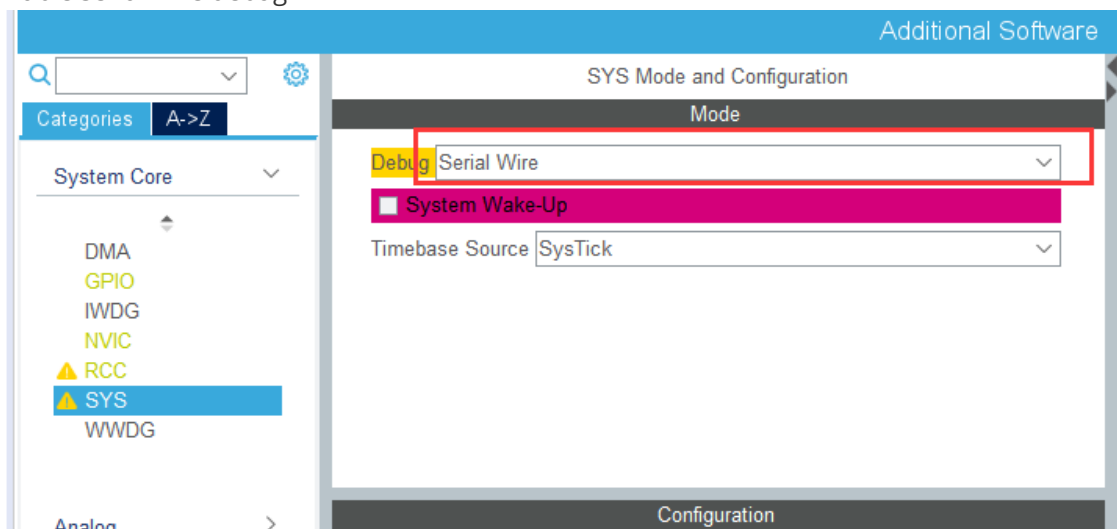 Additional Software
SYS Mode and Configuration
Categories A->Z
Mode
System Core
Debug Serial Wire
System Wake-Up
Timebase Source SysTick
DMA
GPIO
IWDG
NVIC
RCC
SYS
WWDG
Analog
Configuration